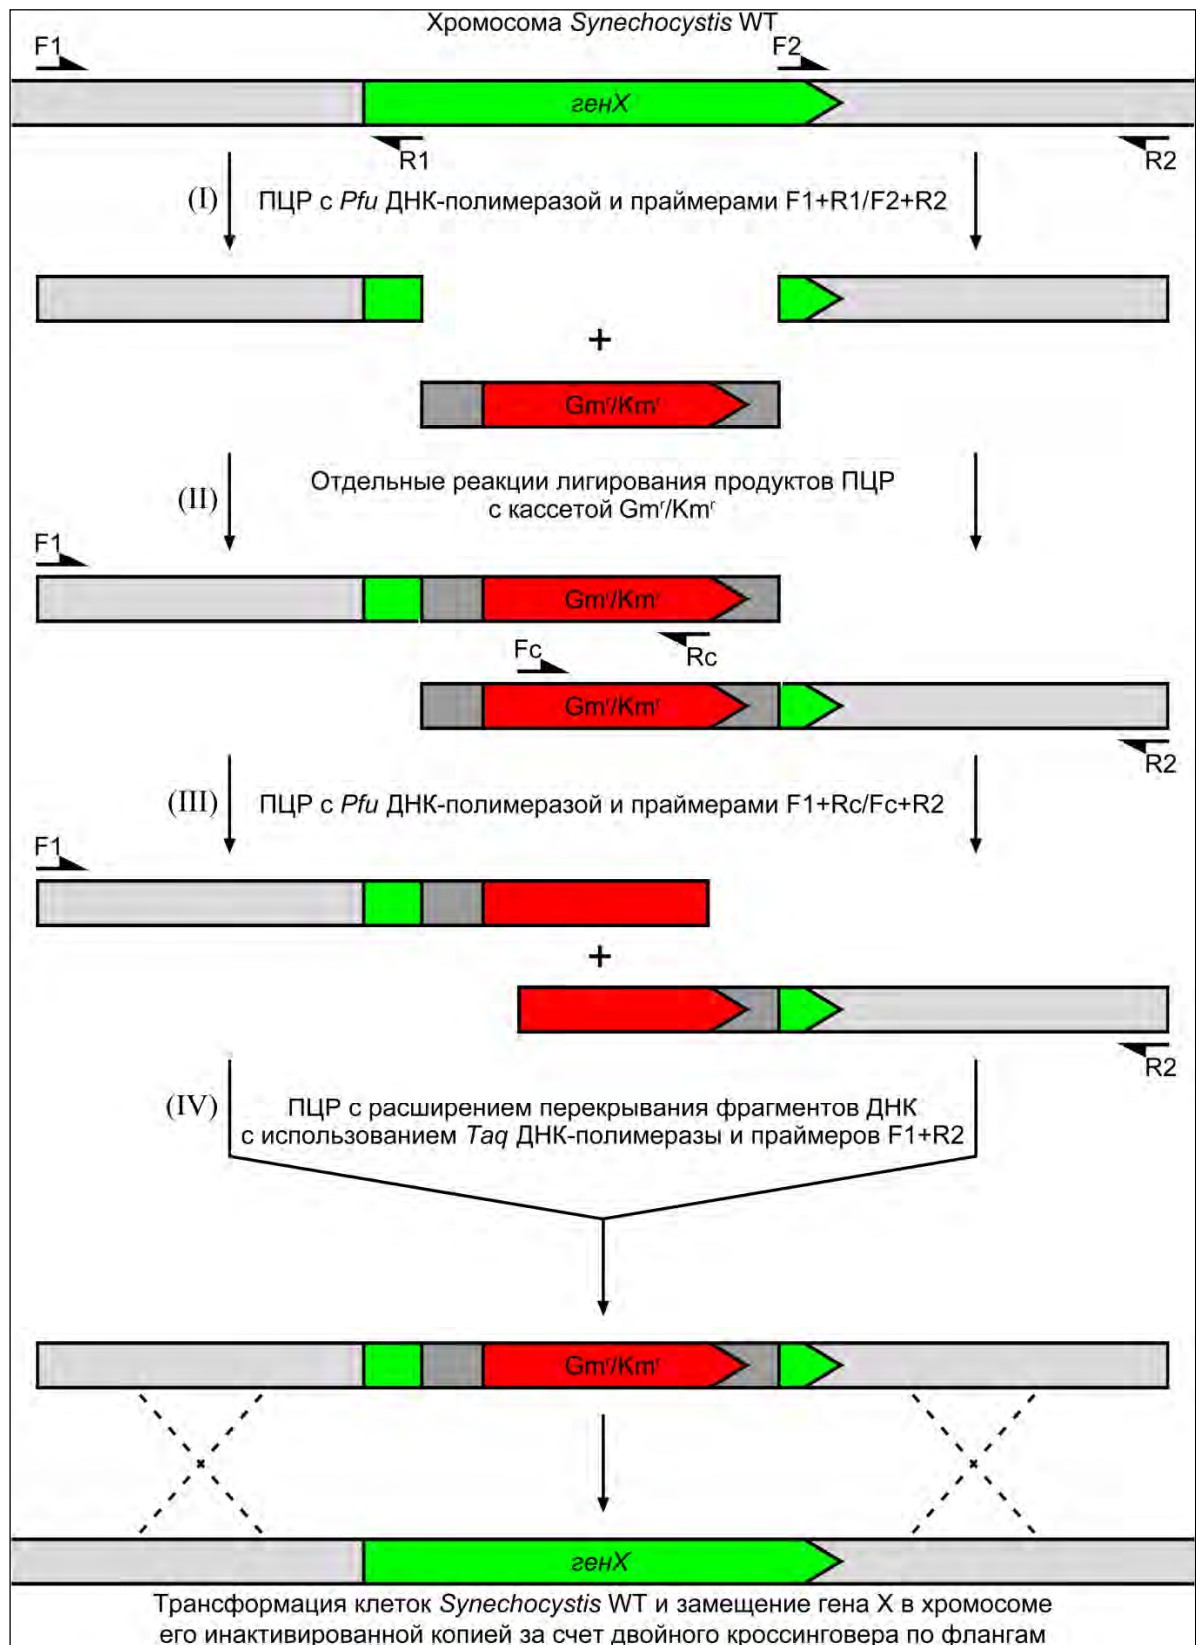 Хромосома Synechocystis WT
F1
F2
генX
R1
R2
(I)
ПЦР с Pfu ДНК-полимеразой и праймерами F1+R1/F2+R2
+
Gmʳ/Kmʳ
(II)
Отдельные реакции лигирования продуктов ПЦР
с кассетой Gmʳ/Kmʳ
F1
Gmʳ/Kmʳ
Fc
Rc
Gmʳ/Kmʳ
R2
(III)
ПЦР с Pfu ДНК-полимеразой и праймерами F1+Rc/Fc+R2
F1
+
R2
(IV)
ПЦР с расширением перекрывания фрагментов ДНК
с использованием Taq ДНК-полимеразы и праймеров F1+R2
Gmʳ/Kmʳ
генX
Трансформация клеток Synechocystis WT и замещение гена X в хромосоме
его инактивированной копией за счет двойного кроссинговера по флангам